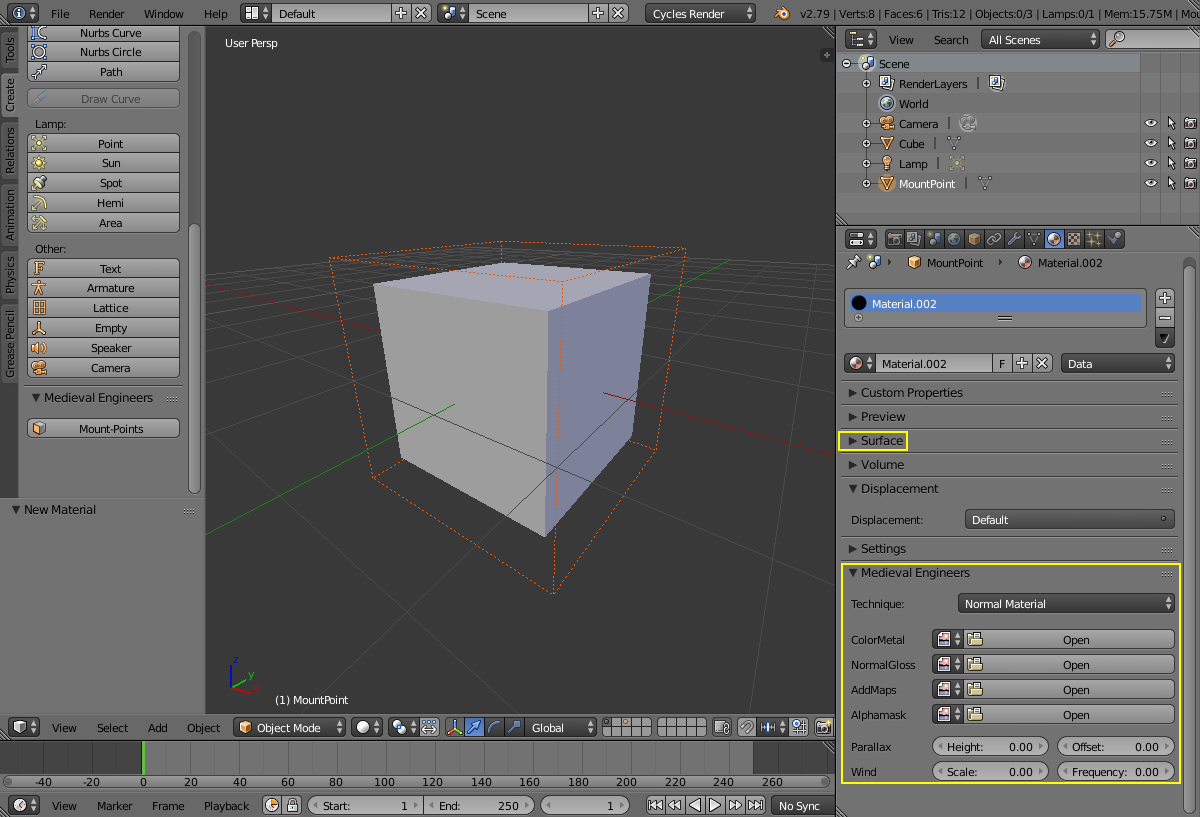 File Render Window Help Default Scene Cycles Render v2.79 | Verts:8 | Faces:6 | Tris:12 | Objects:0/3 | Lamps:0/1 | Mem:15.75M |
Tools
Create
Relations
Animation
Physics
Grease Pencil
Nurbs Curve
Nurbs Circle
Path
Draw Curve
Lamp:
Point
Sun
Spot
Hemi
Area
Other:
Text
Armature
Lattice
Empty
Speaker
Camera
Medieval Engineers
Mount-Points
New Material
User Persp
z
y
(1) MountPoint
View Select Add Object Object Mode Global
-40 -20 0 20 40 60 80 100 120 140 160 180 200 220 240 260
View Marker Frame Playback Start: 1 End: 250 1 No Sync
View Search All Scenes
Scene
RenderLayers |
World
Camera |
Cube |
Lamp |
MountPoint |
MountPoint Material.002
Material.002
Material.002 F Data
Custom Properties
Preview
Surface
Volume
Displacement
Displacement: Default
Settings
Medieval Engineers
Technique: Normal Material
ColorMetal Open
NormalGloss Open
AddMaps Open
Alphamask Open
Parallax Height: 0.00 Offset: 0.00
Wind Scale: 0.00 Frequency: 0.00